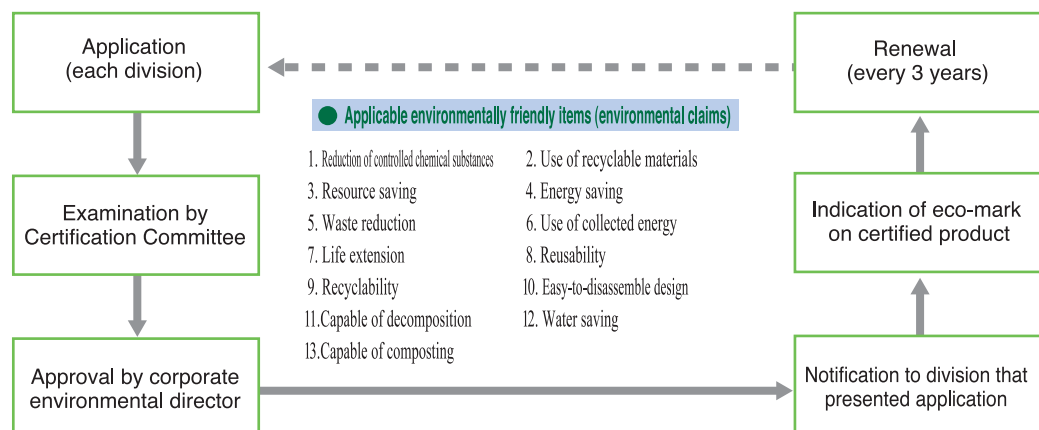 Application
(each division)
Renewal
(every 3 years)
● Applicable environmentally friendly items (environmental claims)
1. Reduction of controlled chemical substances
2. Use of recyclable materials
3. Resource saving
4. Energy saving
5. Waste reduction
6. Use of collected energy
7. Life extension
8. Reusability
9. Recyclability
10. Easy-to-disassemble design
11.Capable of decomposition
12. Water saving
13.Capable of composting
Examination by
Certification Committee
Indication of eco-mark
on certified product
Approval by corporate
environmental director
Notification to division that
presented application